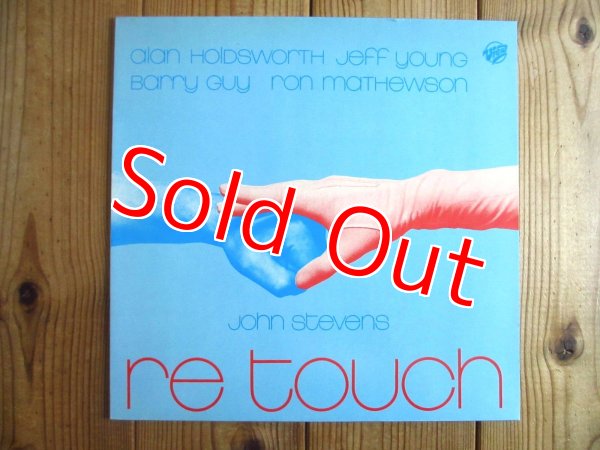 alan HOLDSWORTH Jeff young
Barry Guy ron mathewson
Sold Out
John stevens
re touch